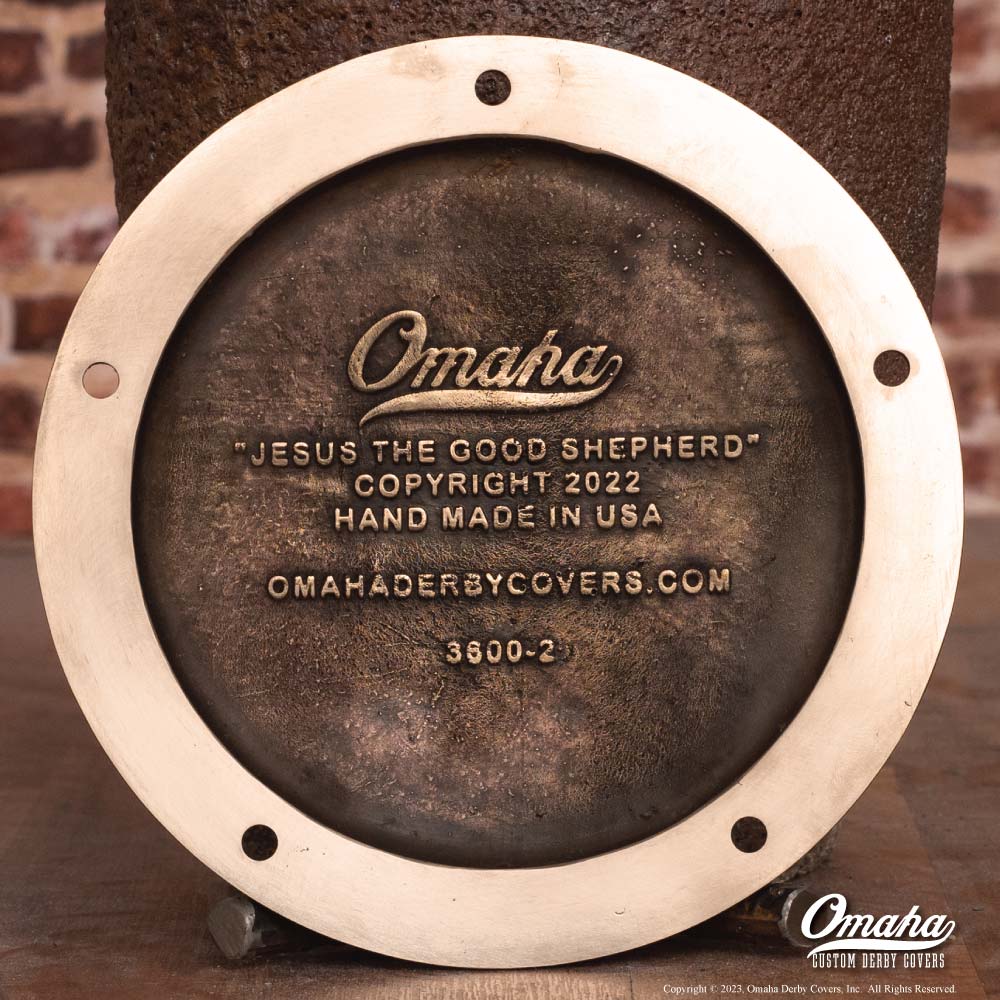 Omaha
"JESUS THE GOOD SHEPHERD"
COPYRIGHT 2022
HAND MADE IN USA
OMAHADERBYCOVERS.COM
3600-2
Omaha
CUSTOM DERBY COVERS
Copyright © 2023, Omaha Derby Covers, Inc. All Rights Reserved.